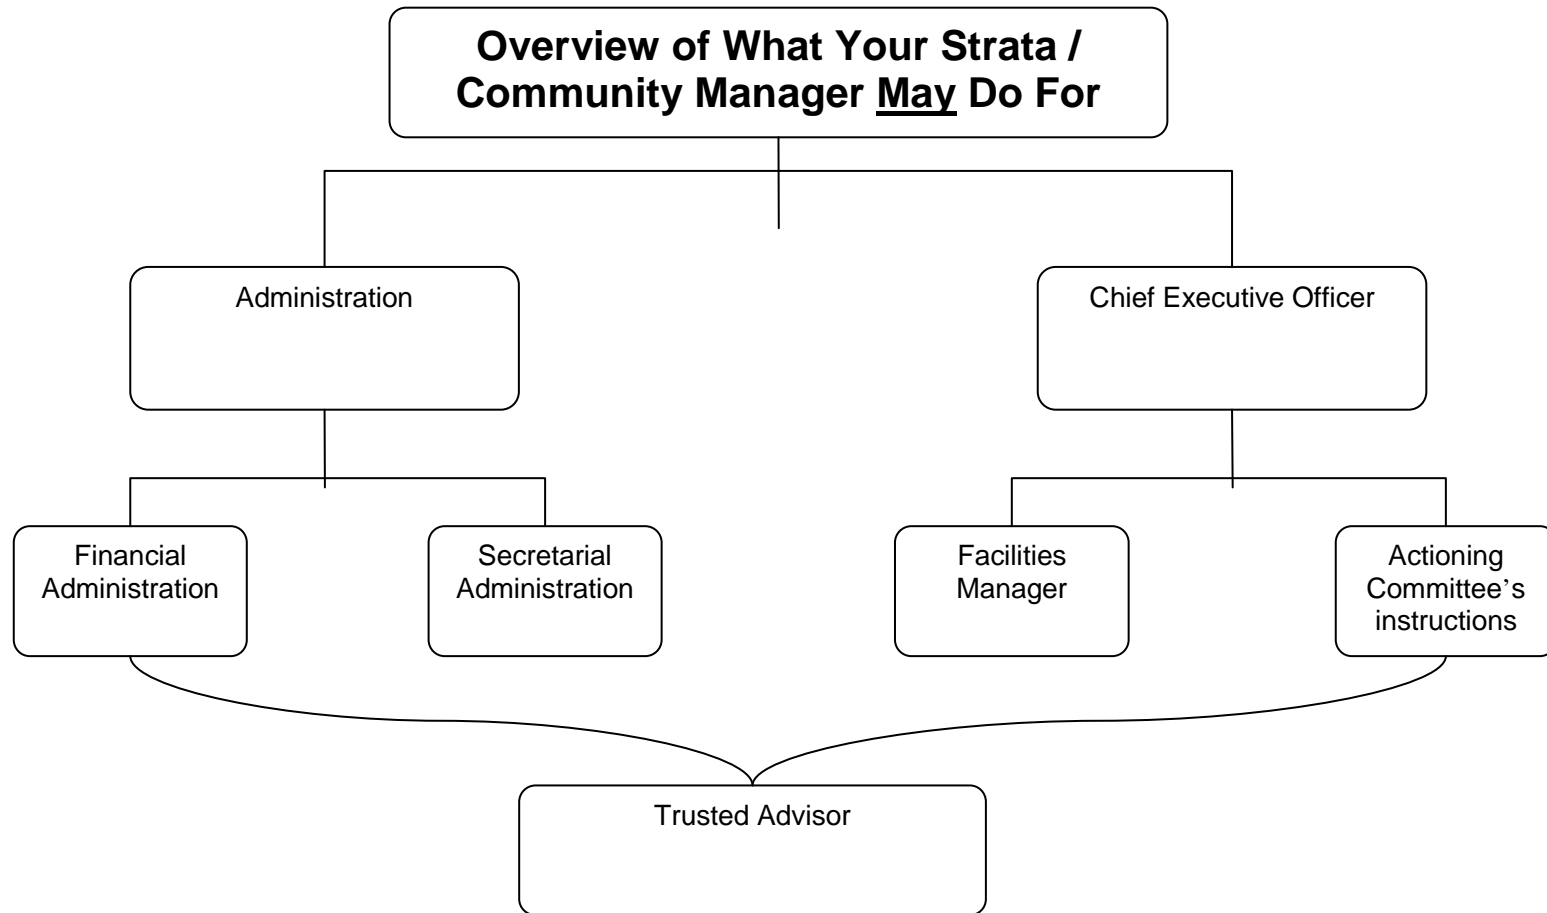 Overview of What Your Strata /
Community Manager May Do For
Administration
Chief Executive Officer
Financial
Administration
Secretarial
Administration
Facilities
Manager
Actioning
Committee’s
instructions
Trusted Advisor